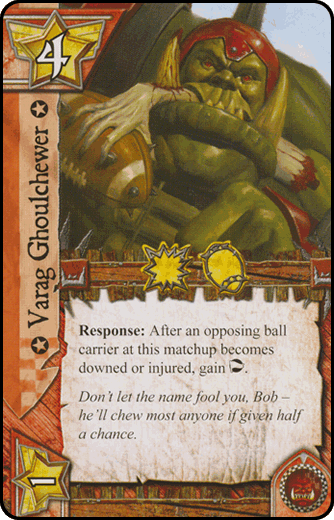 4
Varag Ghoulchewer
Response: After an opposing ball
carrier at this matchup becomes
downed or injured, gain .
Don't let the name fool you, Bob –
he'll chew most anyone if given half
a chance.
1